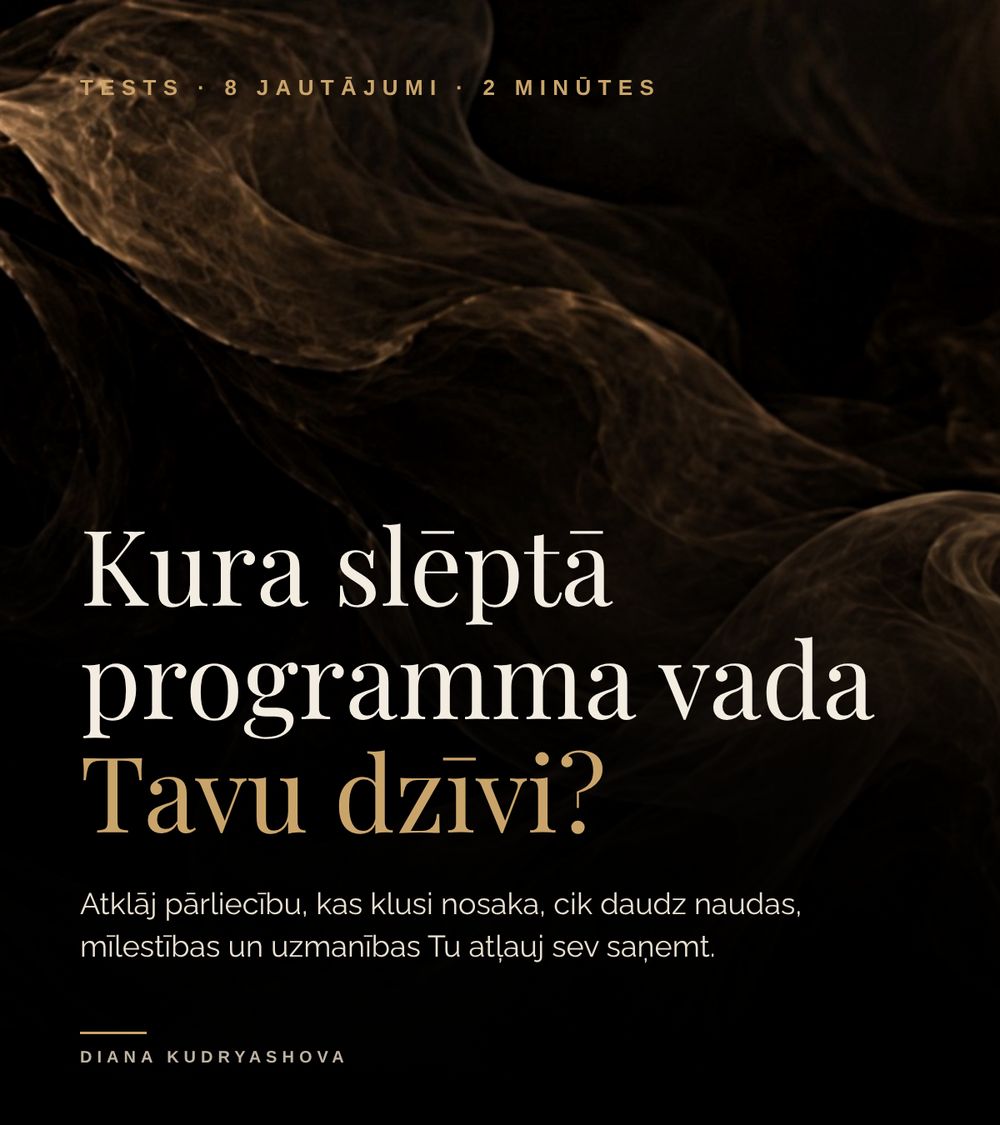 TESTS · 8 JAUTĀJUMI · 2 MINŪTES
Kura slēptā
programma vada
Tavu dzīvi?
Atklāj pārliecību, kas klusi nosaka, cik daudz naudas,
mīlestības un uzmanības Tu atļauj sev saņemt.
DIANA KUDRYASHOVA